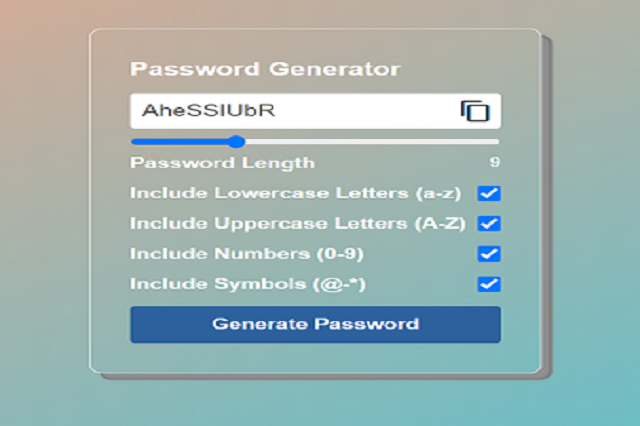 Password Generator
AheSSIUbR
Password Length 9
Include Lowercase Letters (a-z)
Include Uppercase Letters (A-Z)
Include Numbers (0-9)
Include Symbols (@-*)
Generate Password